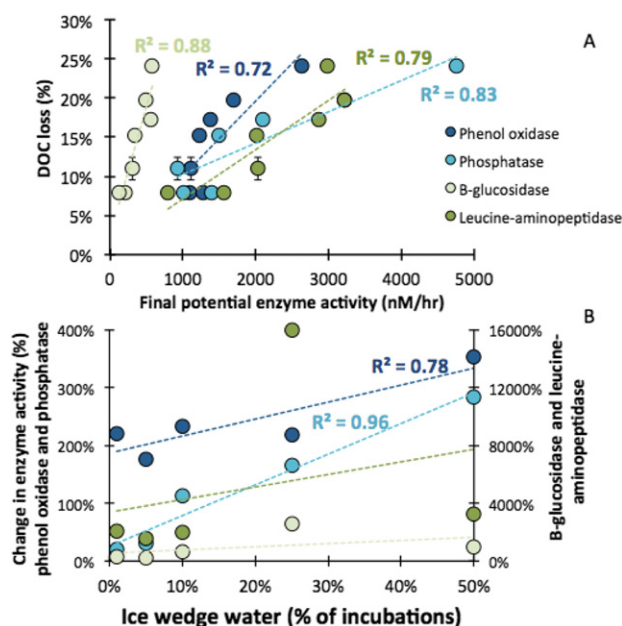 A
DOC loss (%)
30%
25%
20%
15%
10%
5%
0%
R² = 0.88
R² = 0.72
R² = 0.79
R² = 0.83
Phenol oxidase
Phosphatase
B-glucosidase
Leucine-aminopeptidase
0 1000 2000 3000 4000 5000
Final potential enzyme activity (nM/hr)
B
Change in enzyme activity (%)
phenol oxidase and phosphatase
400%
300%
200%
100%
0%
R² = 0.78
R² = 0.96
16000%
12000%
8000%
4000%
0%
B-glucosidase and leucine-
aminopeptidase
0% 10% 20% 30% 40% 50%
Ice wedge water (% of incubations)